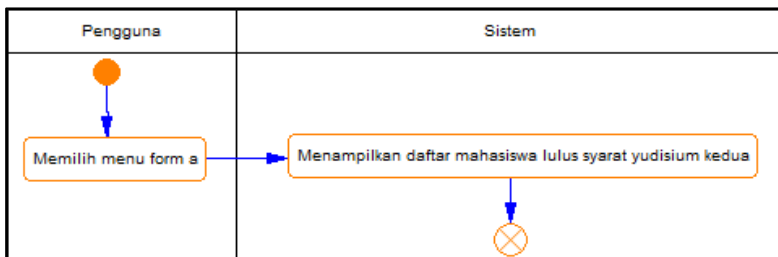 Pengguna
Sistem
Memilih menu form a
Menampilkan daftar mahasiswa lulus syarat yudisium kedua